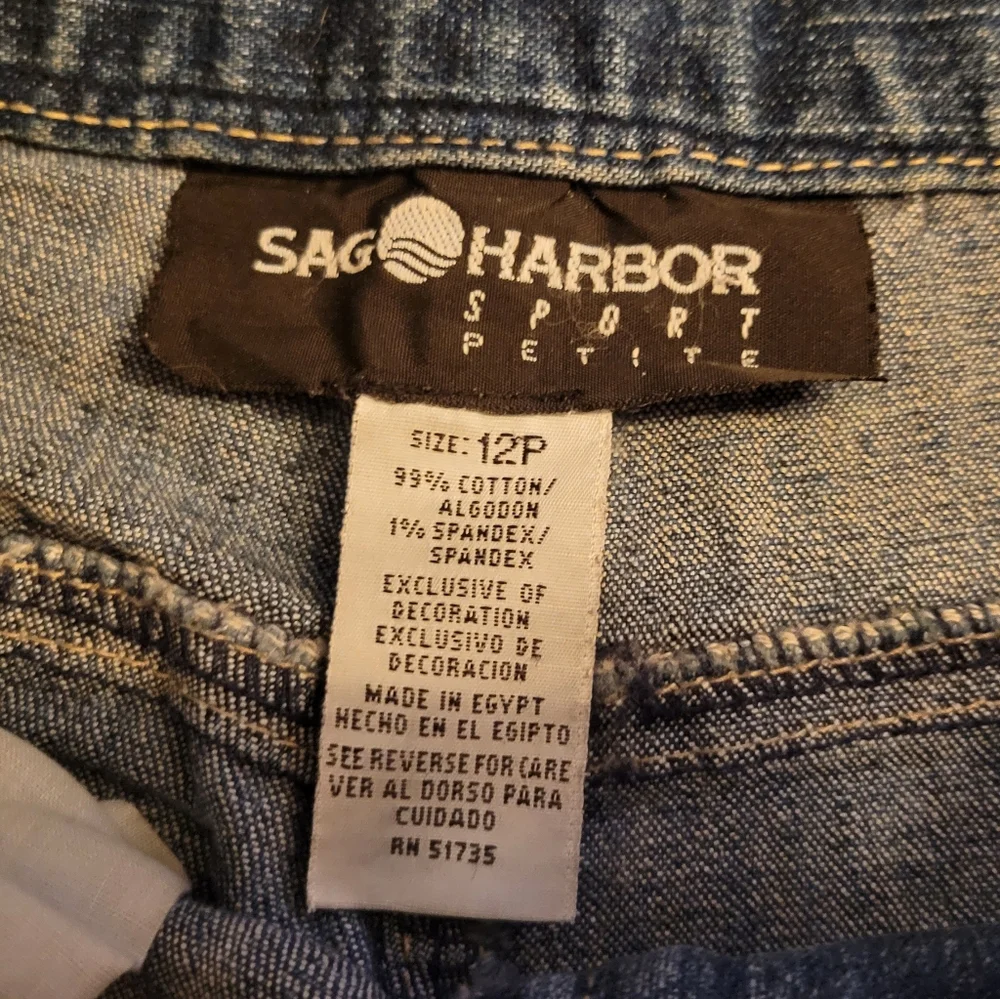 SAG HARBOR
SPORT
PETITE
SIZE: 12P
99% COTTON/
ALGODON
1% SPANDEX/
SPANDEX
EXCLUSIVE OF
DECORATION
EXCLUSIVO DE
DECORACION
MADE IN EGYPT
HECHO EN EL EGIPTO
SEE REVERSE FOR CARE
VER AL DORSO PARA
CUIDADO
RN 51735